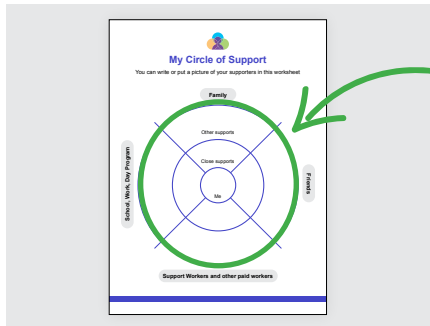 My Circle of Support
You can write or put a picture of your supporters in this worksheet
Family
Other supports
Close supports
Me
School, Work, Day Program
Friends
Support Workers and other paid workers